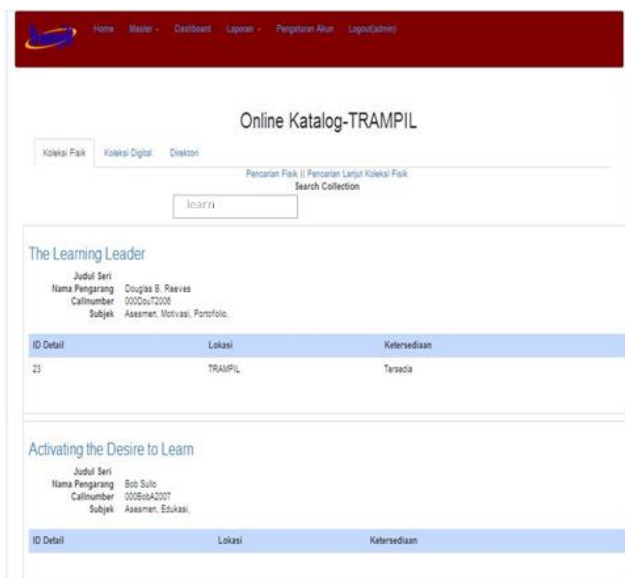 Home Master Dashboard Laporan Pengaturan Akun Logout(admin)
Online Katalog-TRAMPIL
Koleksi Fisik Koleksi Digital Direktori
Pencarian Fisik || Pencarian Lanjut Koleksi Fisik
Search Collection
learn
The Learning Leader
Judul Seri
Nama Pengarang Douglas B. Reeves
Callnumber 000DouT2006
Subjek Asesmen, Motivasi, Portofolio,
ID Detail Lokasi Ketersediaan
23 TRAMPIL Tersedia
Activating the Desire to Learn
Judul Seri
Nama Pengarang Bob Sullo
Callnumber 000BobA2007
Subjek Asesmen, Edukasi,
ID Detail Lokasi Ketersediaan